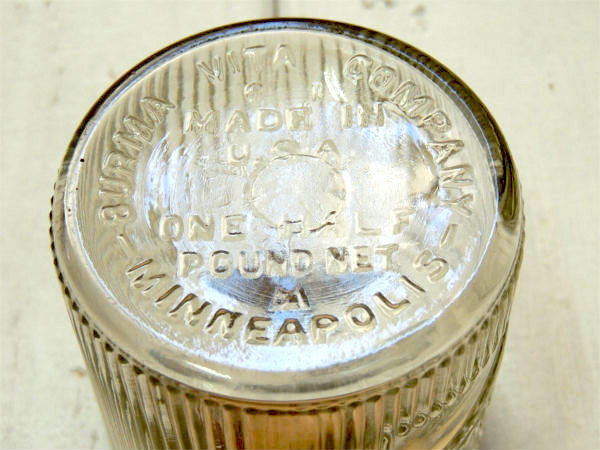 BURMA VITA COMPANY
MADE IN
U.S.A.
ONE HALF
POUND NET
MINNEAPOLIS